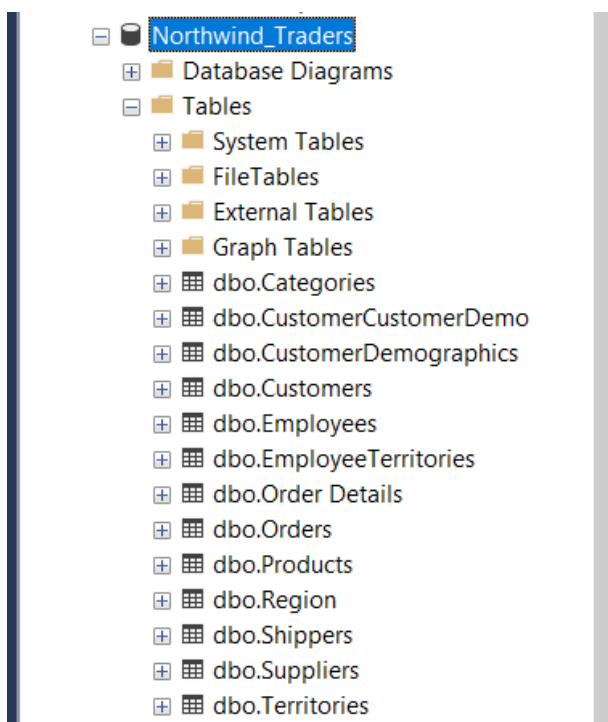 Northwind_Traders
Database Diagrams
Tables
System Tables
FileTables
External Tables
Graph Tables
dbo.Categories
dbo.CustomerCustomerDemo
dbo.CustomerDemographics
dbo.Customers
dbo.Employees
dbo.EmployeeTerritories
dbo.Order Details
dbo.Orders
dbo.Products
dbo.Region
dbo.Shippers
dbo.Suppliers
dbo.Territories